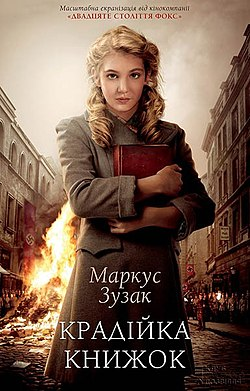 Масштабна екранізація від кінокомпанії
«ДВАДЦЯТЕ СТОЛІТТЯ ФОКС»
Маркус
Зузак
КРАДІЙКА
КНИЖОК